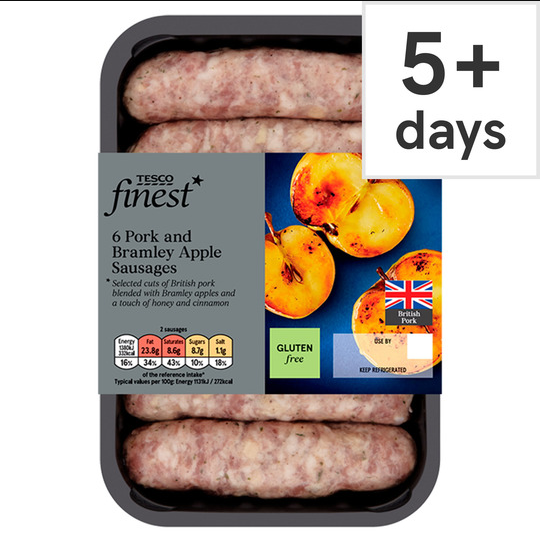 5+
days
TESCO
finest*
6 Pork and
Bramley Apple
Sausages
* Selected cuts of British pork
blended with Bramley apples and
a touch of honey and cinnamon
2 sausages
Energy 1380kJ 332kcal 16%
Fat 23.8g 34%
Saturates 8.6g 43%
Sugars 8.7g 10%
Salt 1.1g 18%
of the reference intake*
Typical values per 100g: Energy 1131kJ / 272kcal
GLUTEN
free
British
Pork
USE BY
KEEP REFRIGERATED